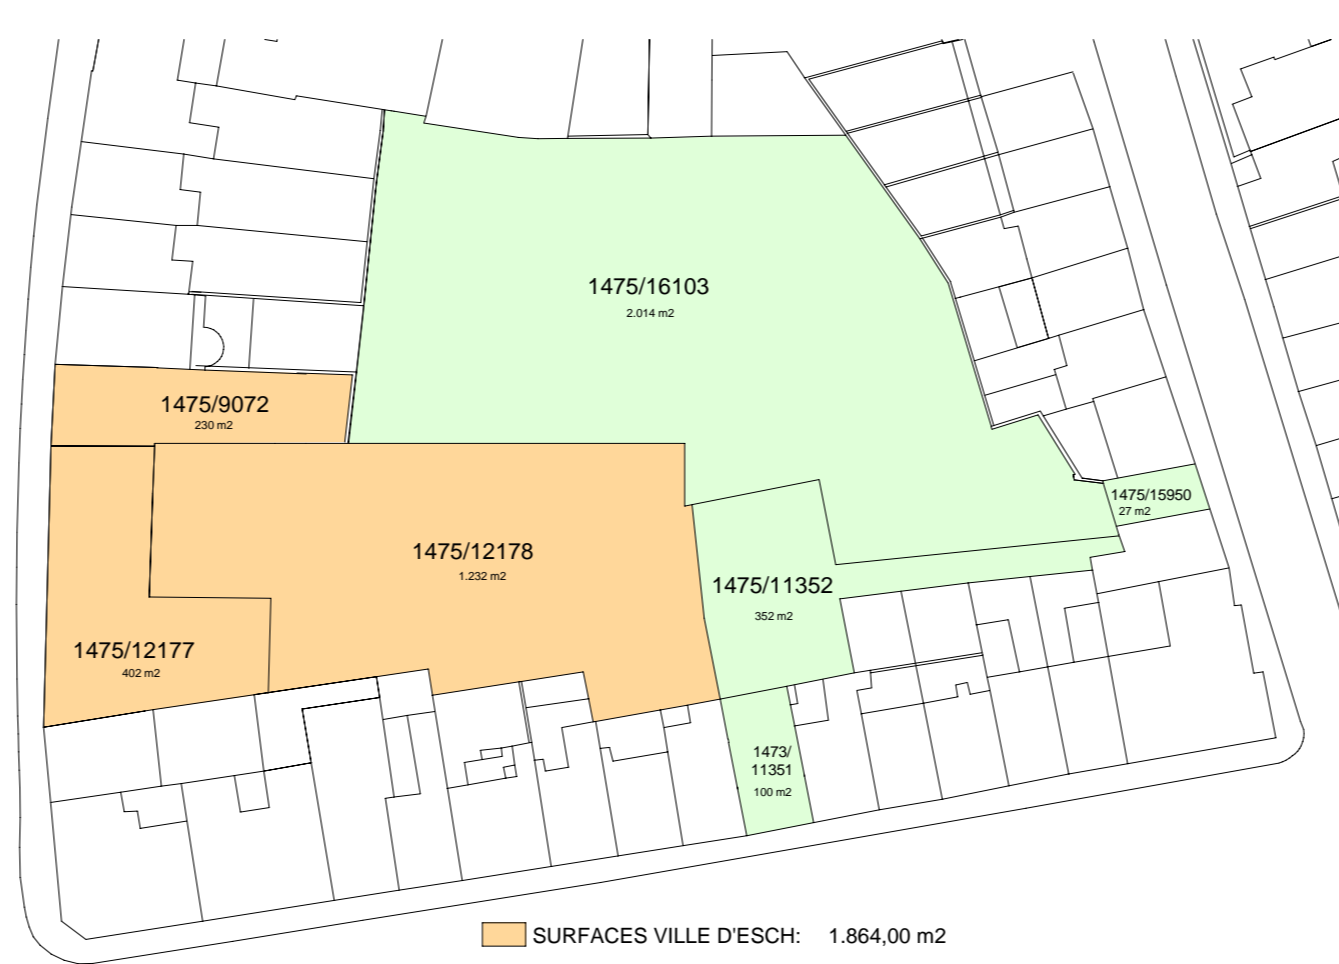 1475/16103
2.014 m2
1475/9072
230 m2
1475/15950
27 m2
1475/12178
1.232 m2
1475/11352
352 m2
1475/12177
402 m2
1473/
11351
100 m2
SURFACES VILLE D'ESCH: 1.864,00 m2